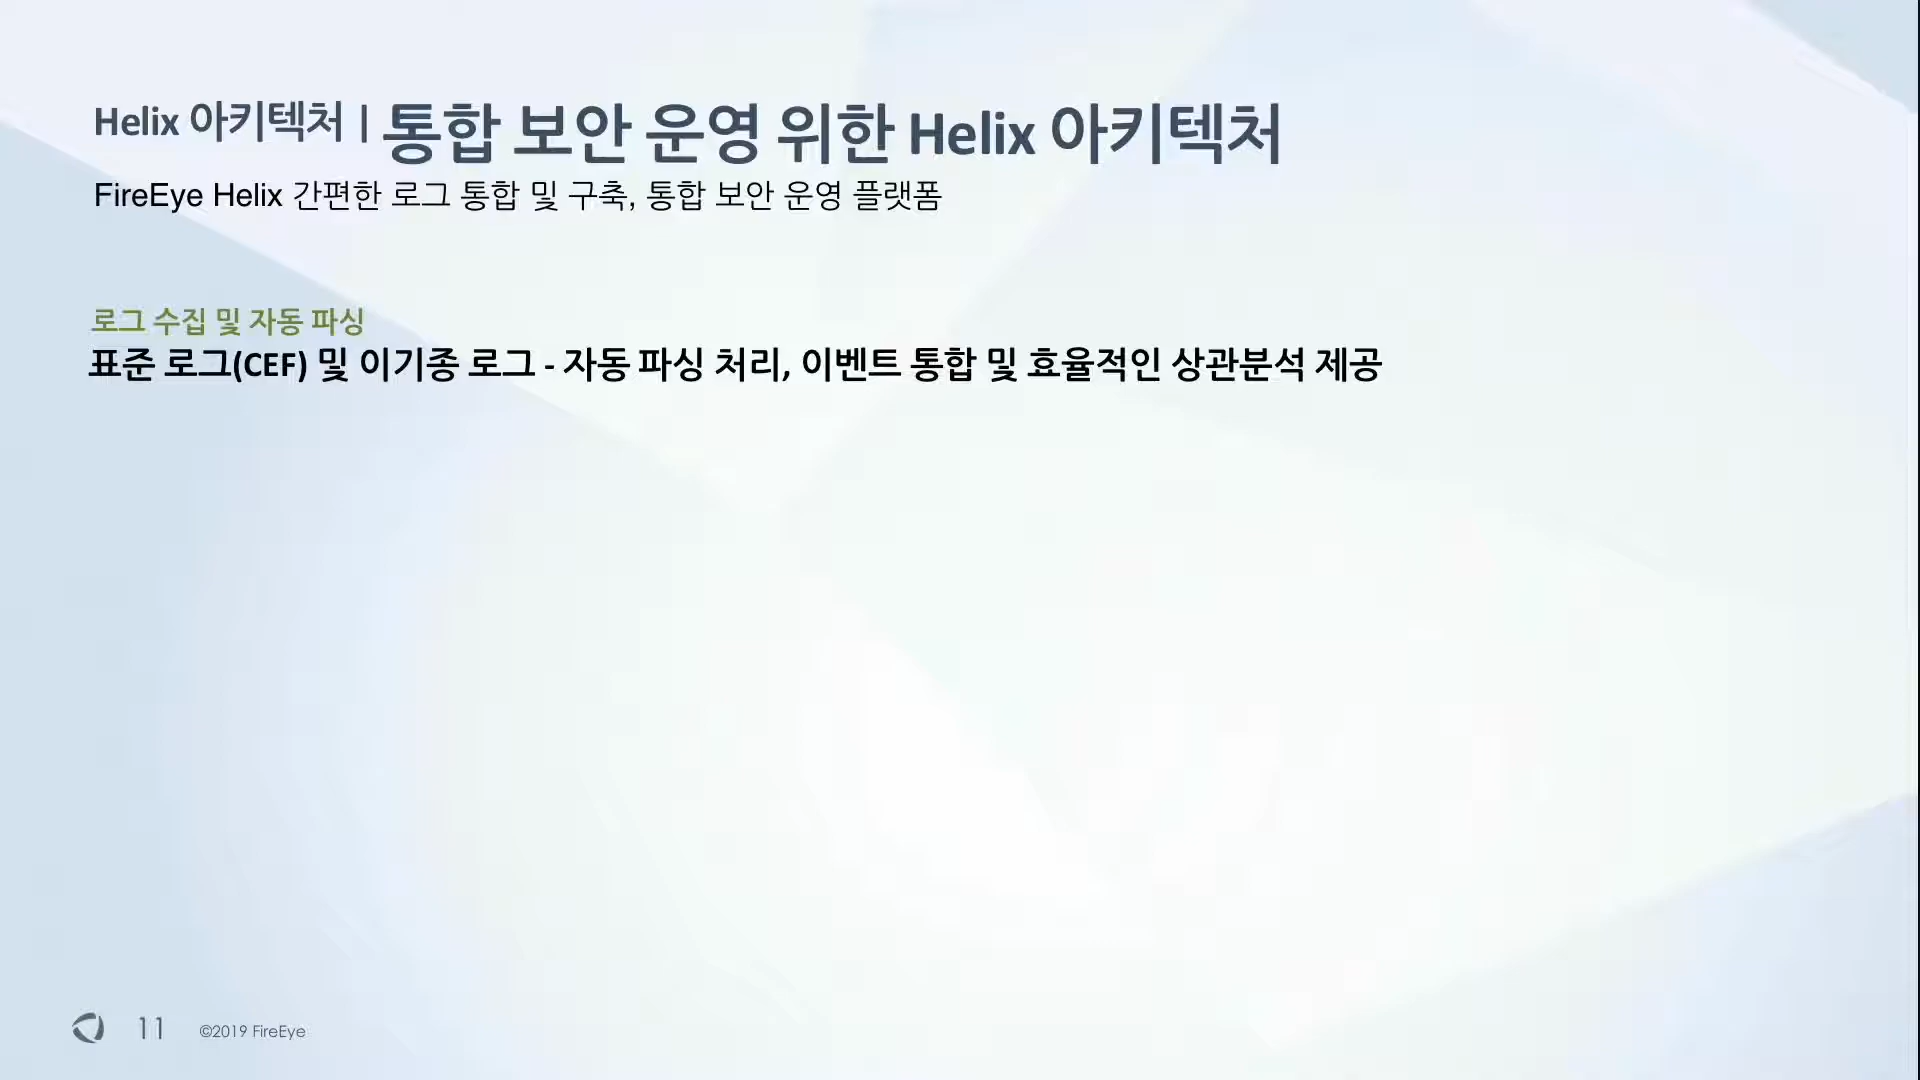 Helix 아키텍처 | 통합 보안 운영 위한 Helix 아키텍처
FireEye Helix 간편한 로그 통합 및 구축, 통합 보안 운영 플랫폼
로그 수집 및 자동 파싱
표준 로그(CEF) 및 이기종 로그 - 자동 파싱 처리, 이벤트 통합 및 효율적인 상관분석 제공
11 ©2019 FireEye